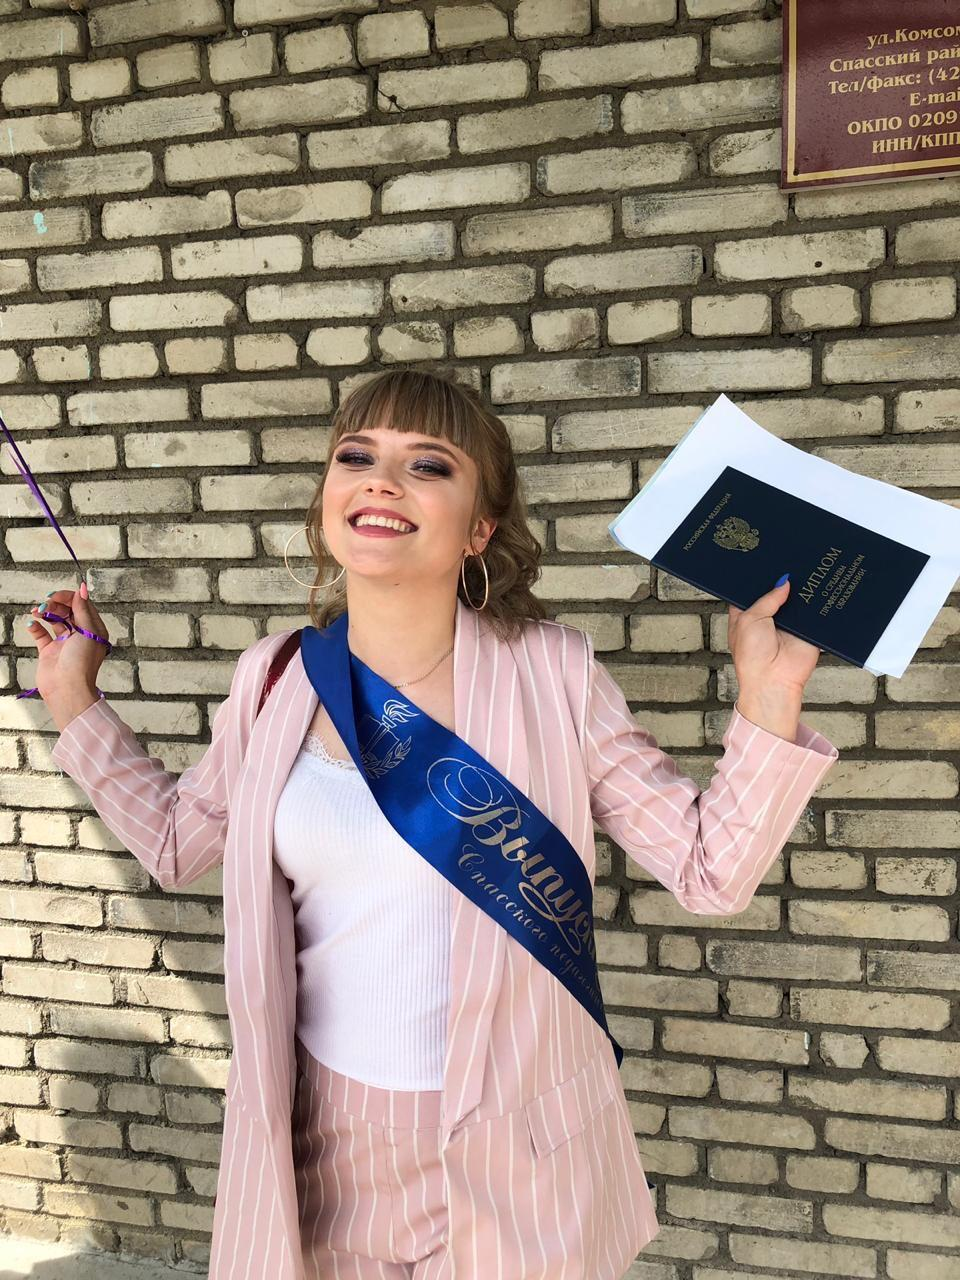 ул.Комсом
Спасский рай
Тел/факс: (42
E-mai
ОКПО 0209
ИНН/КПП
РОССИЙСКАЯ ФЕДЕРАЦИЯ
ДИПЛОМ
О СРЕДНЕМ
ПРОФЕССИОНАЛЬНОМ
ОБРАЗОВАНИИ
Выпуск
Спасского педагоги